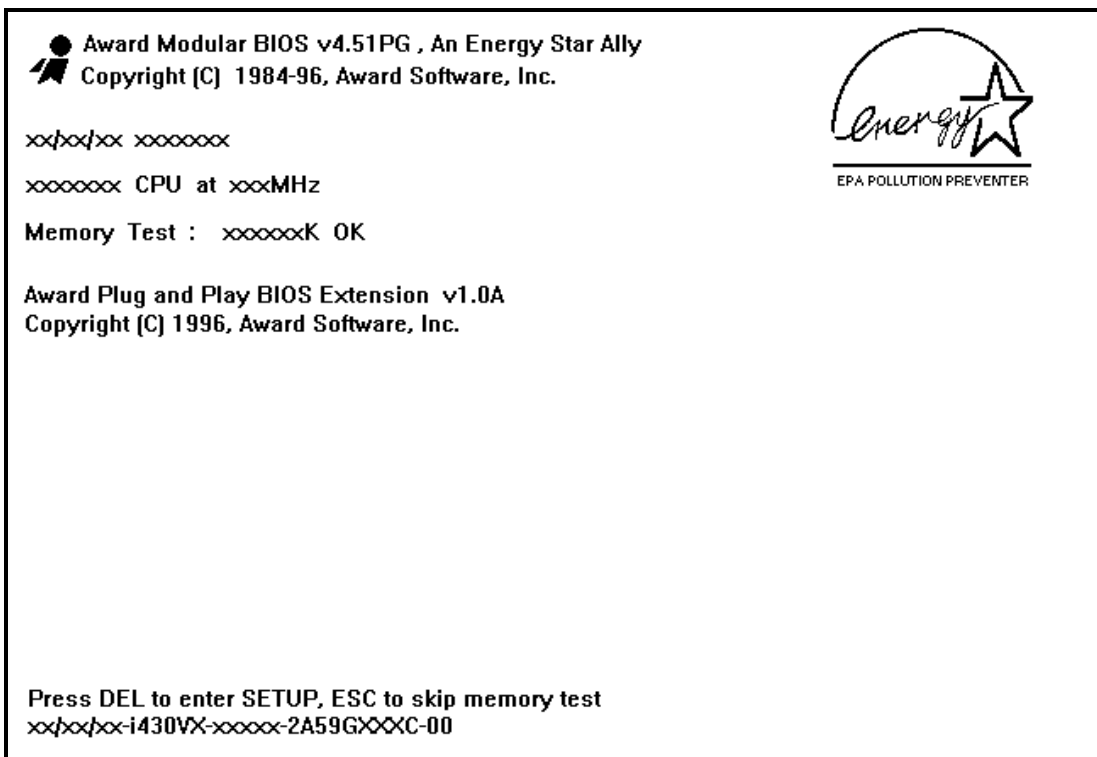 Award Modular BIOS v4.51PG , An Energy Star Ally
Copyright (C) 1984-96, Award Software, Inc.
energy
EPA POLLUTION PREVENTER
xx/xx/xx xxxxxxx
xxxxxxx CPU at xxxMHz
Memory Test : xxxxxxK OK
Award Plug and Play BIOS Extension v1.0A
Copyright (C) 1996, Award Software, Inc.
Press DEL to enter SETUP, ESC to skip memory test
xx/xx/xx-i430VX-xxxxx-2A59GXXXC-00